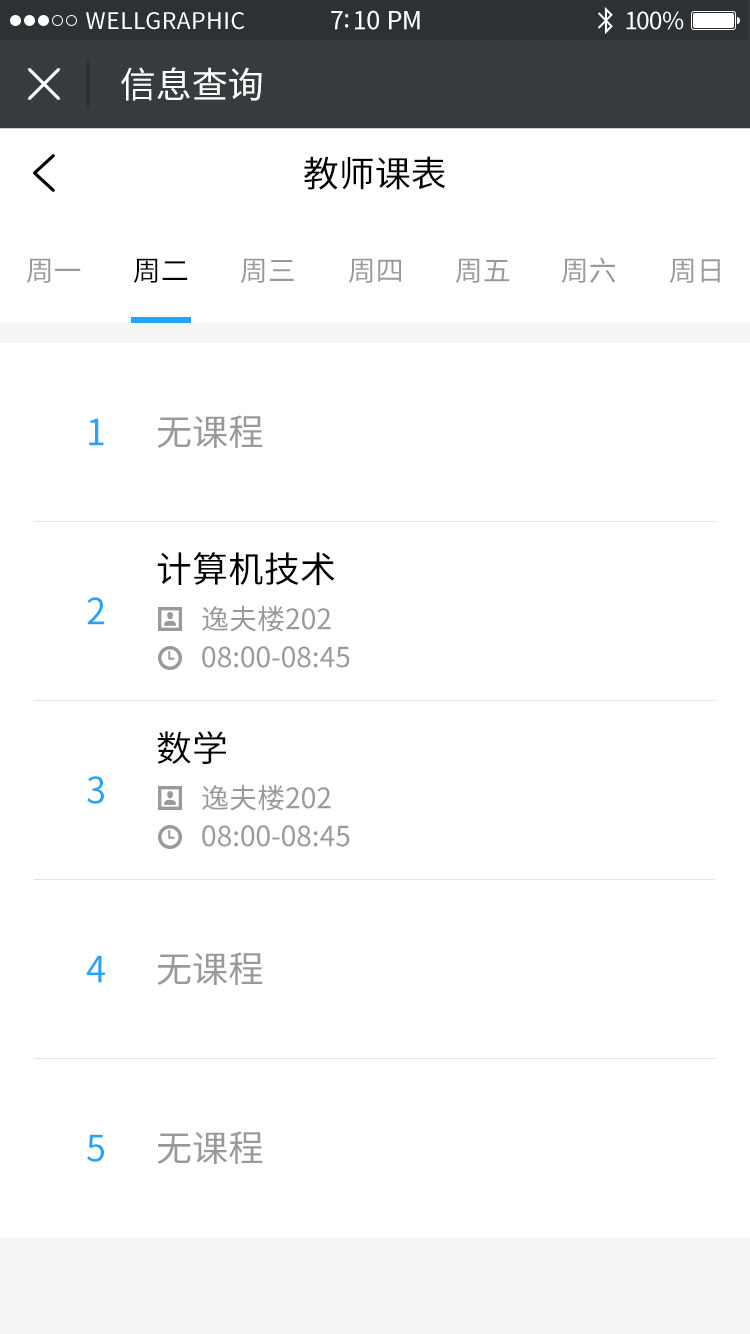 WELLGRAPHIC 7:10 PM 100%
信息查询
教师课表
周一 周二 周三 周四 周五 周六 周日
1 无课程
计算机技术
2
逸夫楼202
08:00-08:45
数学
3
逸夫楼202
08:00-08:45
4 无课程
5 无课程